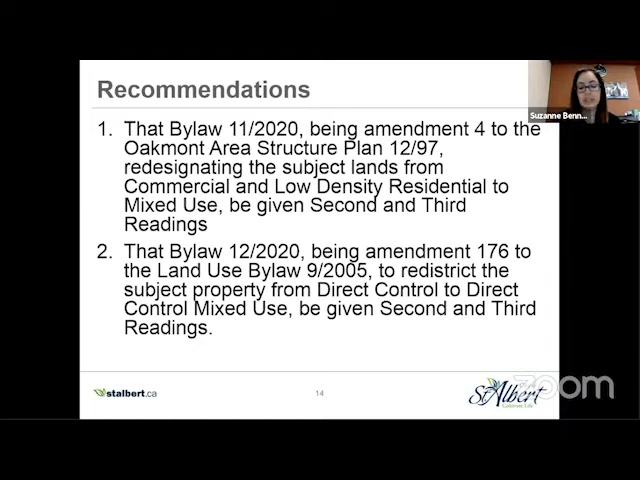 Recommendations
1. That Bylaw 11/2020, being amendment 4 to the
Oakmont Area Structure Plan 12/97,
redesignating the subject lands from
Commercial and Low Density Residential to
Mixed Use, be given Second and Third
Readings
2. That Bylaw 12/2020, being amendment 176 to
the Land Use Bylaw 9/2005, to redistrict the
subject property from Direct Control to Direct
Control Mixed Use, be given Second and Third
Readings.
Suzanne Benn...
stalbert.ca
14
St Albert
Cultivate Life
zoom